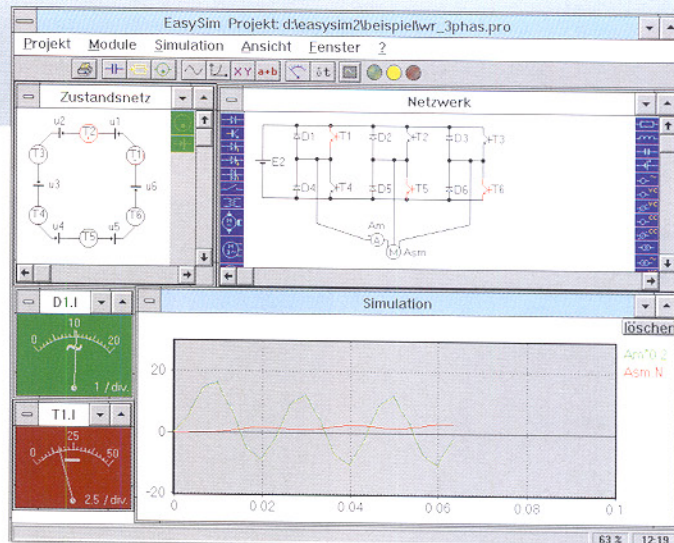 EasySim Projekt: d:\easysim2\beispiel\wr_3phas.pro
Projekt Module Simulation Ansicht Fenster ?
XY a+b δt
Zustandsnetz
u2 T2 u1
T3 T1
u3 u6
T4 T6
u4 T5 u5
Netzwerk
D1 T1 D2 T2 D3 T3
E2
D4 T4 D5 T5 D6 T6
Am
A
M Asm
D1.I
0 10 20
1 / div.
T1.I
0 25 50
2.5 / div.
Simulation
löschen
Am*0.2
Asm.N
20
0
-20
0 0.02 0.04 0.06 0.08 0.1
63 % 12:19